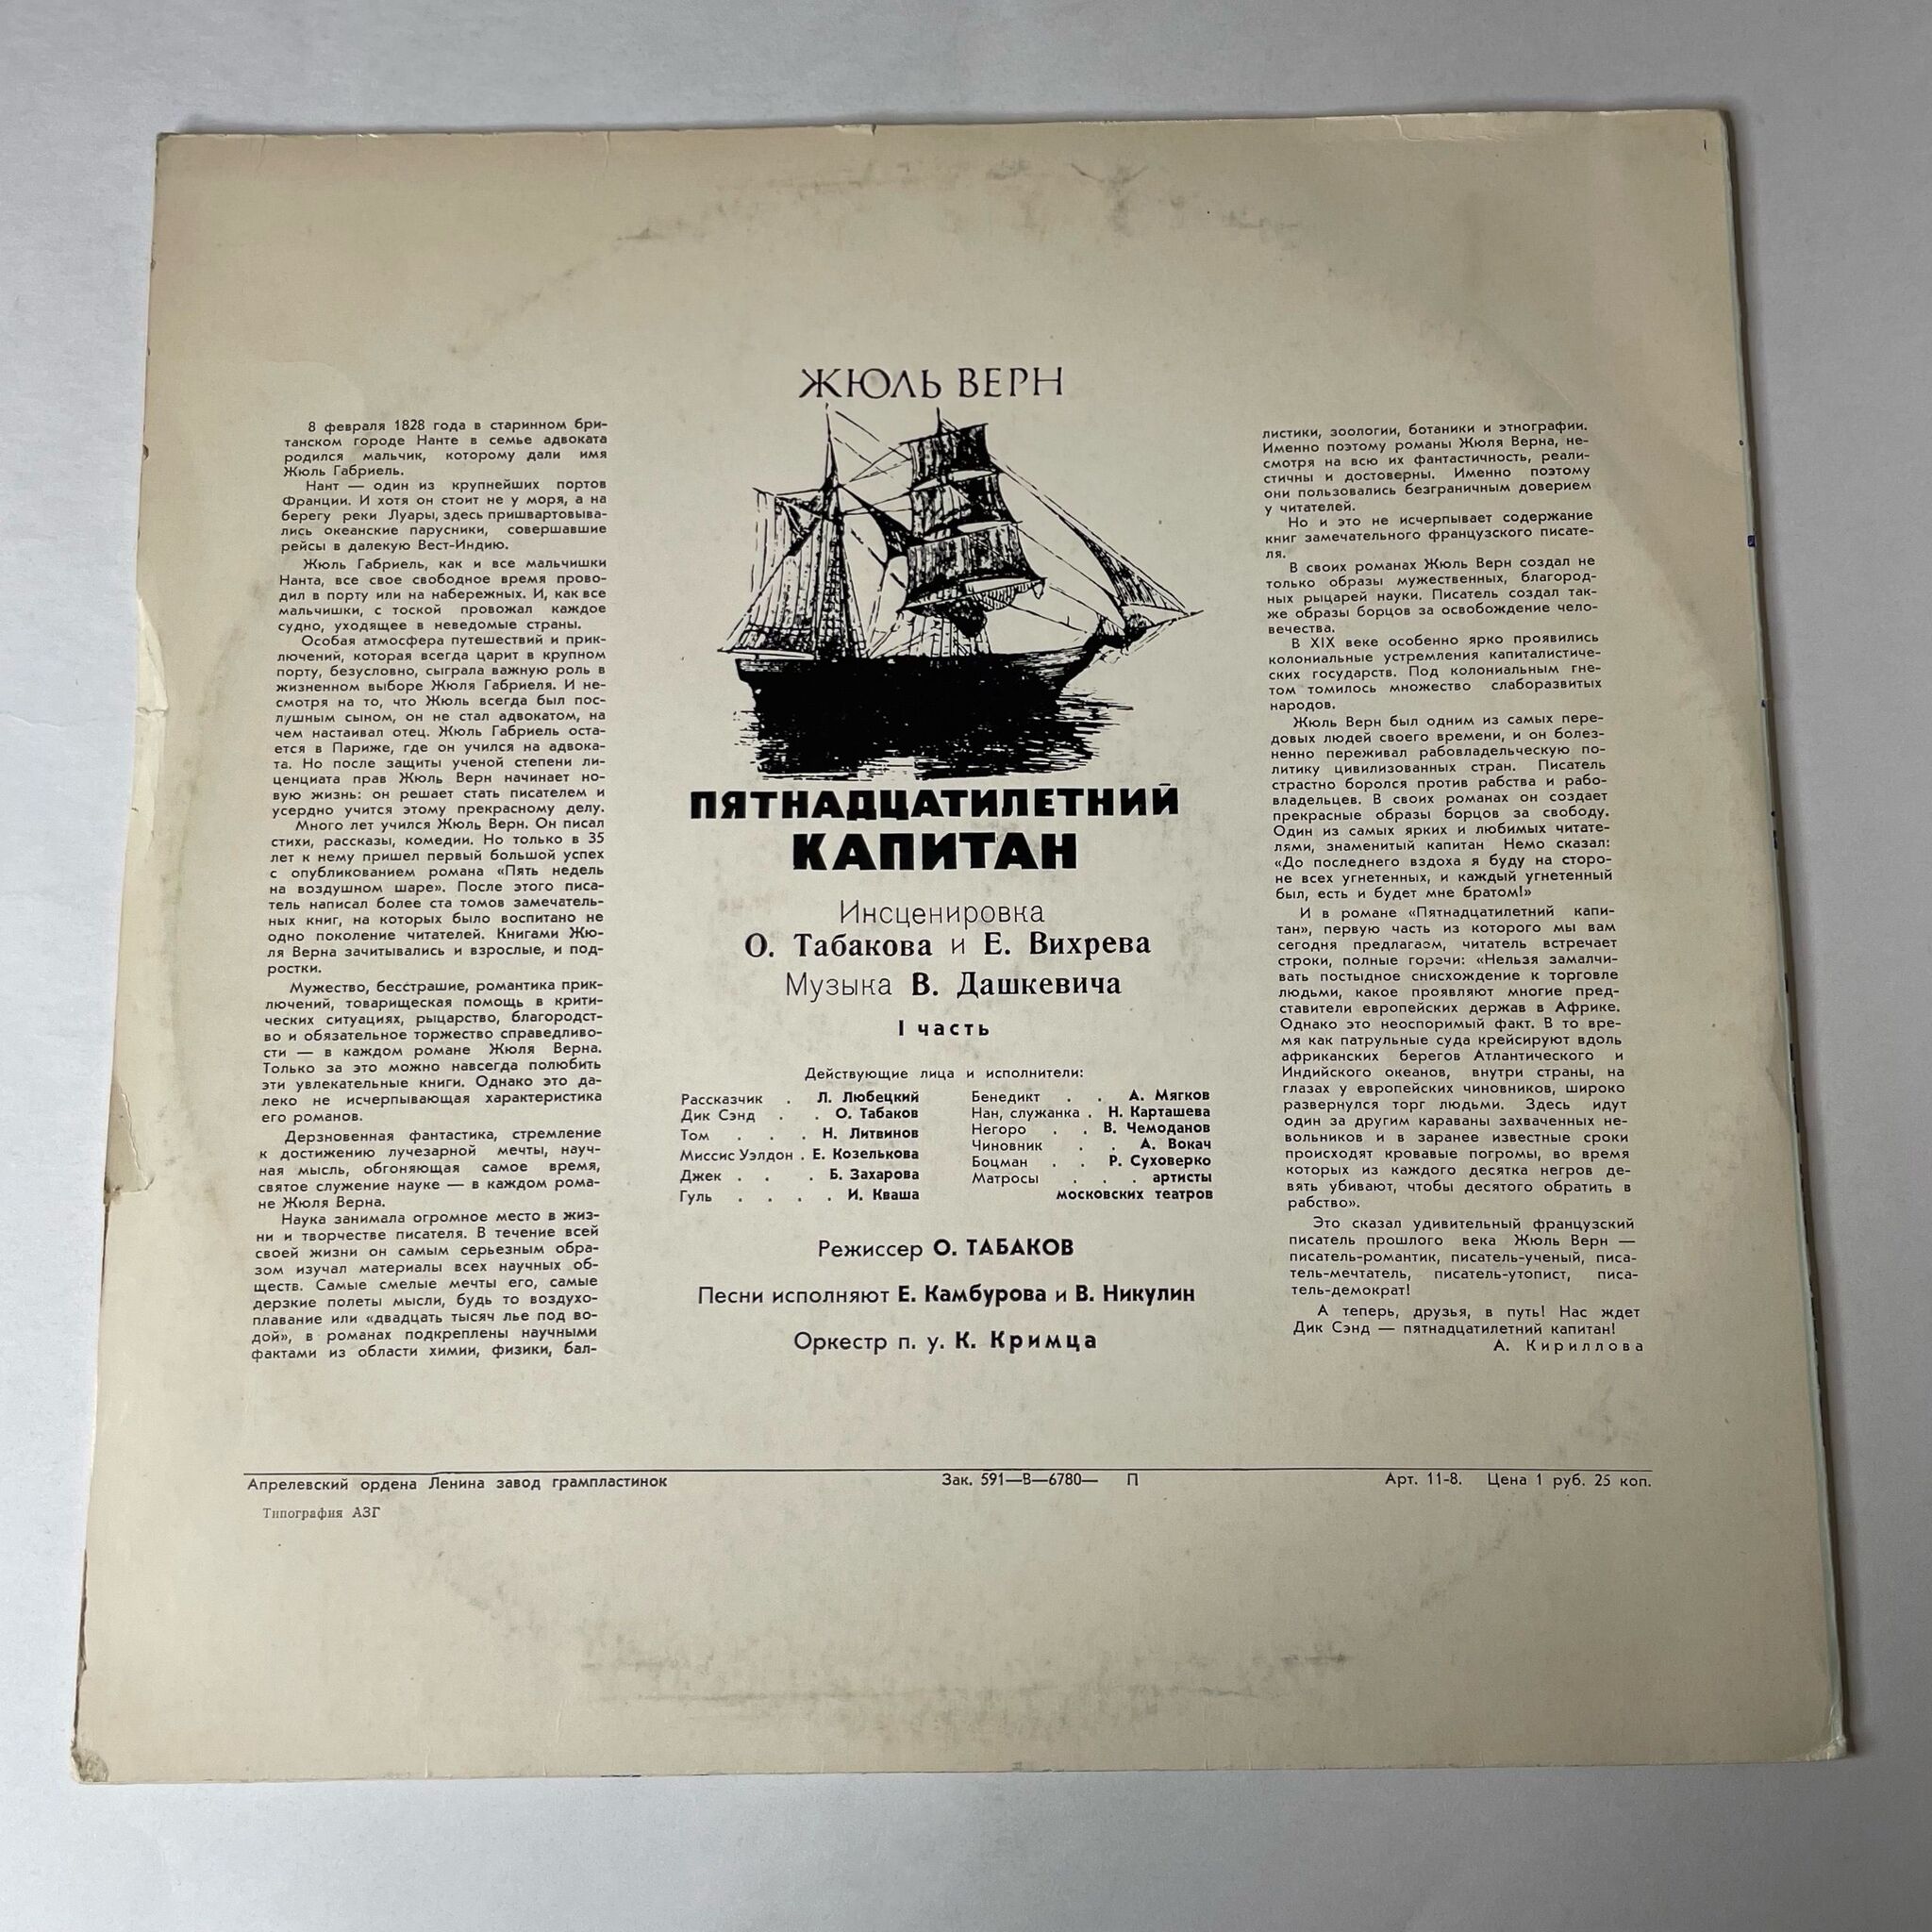 ЖЮЛЬ ВЕРН
8 февраля 1828 года в старинном бри-
танском городе Нанте в семье адвоката
родился мальчик, которому дали имя
Жюль Габриель.
Нант — один из крупнейших портов
Франции. И хотя он стоит не у моря, а на
берегу реки Луары, здесь пришвартовыва-
лись океанские парусники, совершавшие
рейсы в далекую Вест-Индию.
Жюль Габриель, как и все мальчишки
Нанта, все свое свободное время прово-
дил в порту или на набережных. И, как все
мальчишки, с тоской провожал каждое
судно, уходящее в неведомые страны.
Особая атмосфера путешествий и прик-
лючений, которая всегда царит в крупном
порту, безусловно, сыграла важную роль в
жизненном выборе Жюля Габриеля. И не-
смотря на то, что Жюль всегда был пос-
лушным сыном, он не стал адвокатом, на
чем настаивал отец. Жюль Габриель оста-
ется в Париже, где он учился на адвока-
та. Но после защиты ученой степени ли-
ценциата прав Жюль Верн начинает но-
вую жизнь: он решает стать писателем и
усердно учится этому прекрасному делу.
Много лет учился Жюль Верн. Он писал
стихи, рассказы, комедии. Но только в 35
лет к нему пришел первый большой успех
с опубликованием романа «Пять недель
на воздушном шаре». После этого писа-
тель написал более ста томов замечатель-
ных книг, на которых было воспитано не
одно поколение читателей. Книгами Жю-
ля Верна зачитывались и взрослые, и под-
ростки.
Мужество, бесстрашие, романтика прик-
лючений, товарищеская помощь в крити-
ческих ситуациях, рыцарство, благородст-
во и обязательное торжество справедливо-
сти — в каждом романе Жюля Верна.
Только за это можно навсегда полюбить
эти увлекательные книги. Однако это да-
леко не исчерпывающая характеристика
его романов.
Дерзновенная фантастика, стремление
к достижению лучезарной мечты, науч-
ная мысль, обгоняющая самое время,
святое служение науке — в каждом рома-
не Жюля Верна.
Наука занимала огромное место в жиз-
ни и творчестве писателя. В течение всей
своей жизни он самым серьезным обра-
зом изучал материалы всех научных об-
ществ. Самые смелые мечты его, самые
дерзкие полеты мысли, будь то воздухо-
плавание или «двадцать тысяч лье под во-
дой», в романах подкреплены научными
фактами из области химии, физики, бал-
ПЯТНАДЦАТИЛЕТНИЙ
КАПИТАН
Инсценировка
О. Табакова и Е. Вихрева
Музыка В. Дашкевича
I часть
Действующие лица и исполнители:
Рассказчик . Л. Любецкий
Дик Сэнд . . О. Табаков
Том . . . Н. Литвинов
Миссис Уэлдон . Е. Козелькова
Джек . . . Б. Захарова
Гуль . . . . И. Кваша
Бенедикт . . А. Мягков
Нан, служанка . Н. Карташева
Негоро . . В. Чемоданов
Чиновник . . А. Вокач
Боцман . . Р. Суховерко
Матросы . . . артисты
московских театров
Режиссер О. ТАБАКОВ
Песни исполняют Е. Камбурова и В. Никулин
Оркестр п. у. К. Кримца
листики, зоологии, ботаники и этнографии.
Именно поэтому романы Жюля Верна, не-
смотря на всю их фантастичность, реали-
стичны и достоверны. Именно поэтому
они пользовались безграничным доверием
у читателей.
Но и это не исчерпывает содержание
книг замечательного французского писате-
ля.
В своих романах Жюль Верн создал не
только образы мужественных, благород-
ных рыцарей науки. Писатель создал так-
же образы борцов за освобождение чело-
вечества.
В XIX веке особенно ярко проявились
колониальные устремления капиталистиче-
ских государств. Под колониальным гне-
том томилось множество слаборазвитых
народов.
Жюль Верн был одним из самых пере-
довых людей своего времени, и он болез-
ненно переживал рабовладельческую по-
литику цивилизованных стран. Писатель
страстно боролся против рабства и рабо-
владельцев. В своих романах он создает
прекрасные образы борцов за свободу.
Один из самых ярких и любимых читате-
лями, знаменитый капитан Немо сказал:
«До последнего вздоха я буду на сторо-
не всех угнетенных, и каждый угнетенный
был, есть и будет мне братом!»
И в романе «Пятнадцатилетний капи-
тан», первую часть из которого мы вам
сегодня предлагаем, читатель встречает
строки, полные горечи: «Нельзя замалчи-
вать постыдное снисхождение к торговле
людьми, какое проявляют многие пред-
ставители европейских держав в Африке.
Однако это неоспоримый факт. В то вре-
мя как патрульные суда крейсируют вдоль
африканских берегов Атлантического и
Индийского океанов, внутри страны, на
глазах у европейских чиновников, широко
развернулся торг людьми. Здесь идут
один за другим караваны захваченных не-
вольников и в заранее известные сроки
происходят кровавые погромы, во время
которых из каждого десятка негров де-
вять убивают, чтобы десятого обратить в
рабство».
Это сказал удивительный французский
писатель прошлого века Жюль Верн —
писатель-романтик, писатель-ученый, писа-
тель-мечтатель, писатель-утопист, писа-
тель-демократ!
А теперь, друзья, в путь! Нас ждет
Дик Сэнд — пятнадцатилетний капитан!
А. Кириллова
Апрелевский ордена Ленина завод грампластинок Зак. 591—В—6780— П Арт. 11-8. Цена 1 руб. 25 коп.
Типография АЗГ